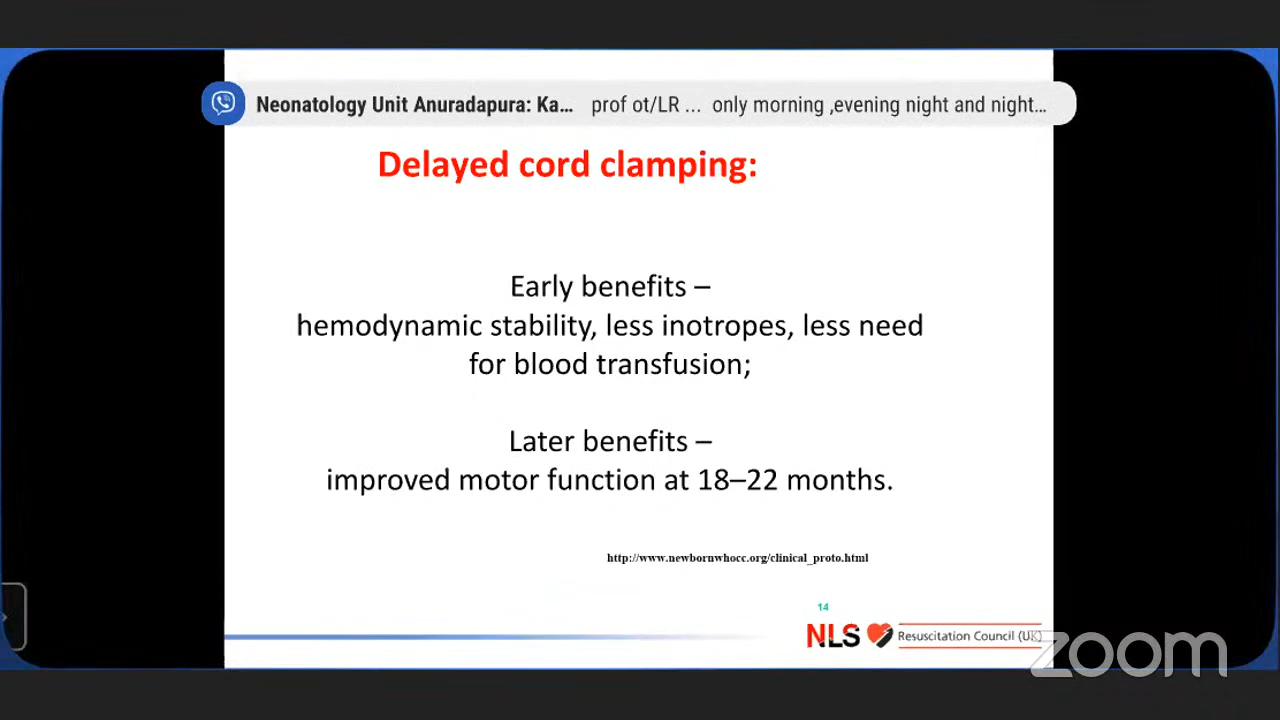 Neonatology Unit Anuradapura: Ka... prof ot/LR ... only morning ,evening night and night...
Delayed cord clamping:
Early benefits –
hemodynamic stability, less inotropes, less need
for blood transfusion;
Later benefits –
improved motor function at 18–22 months.
http://www.newbornwhocc.org/clinical_proto.html
14
NLS Resuscitation Council (UK)
zoom